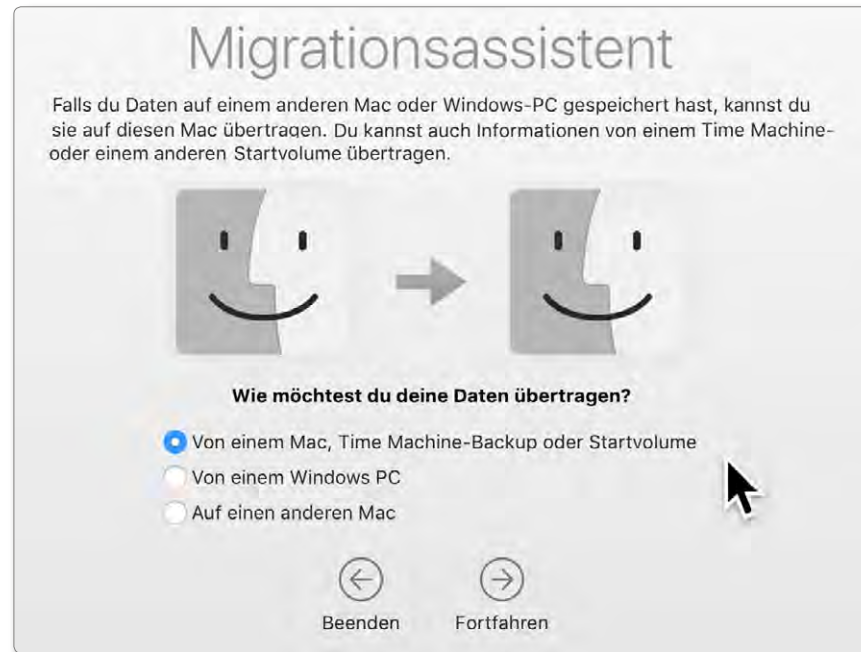 Migrationsassistent
Falls du Daten auf einem anderen Mac oder Windows-PC gespeichert hast, kannst du
sie auf diesen Mac übertragen. Du kannst auch Informationen von einem Time Machine-
oder einem anderen Startvolume übertragen.
Wie möchtest du deine Daten übertragen?
Von einem Mac, Time Machine-Backup oder Startvolume
Von einem Windows PC
Auf einen anderen Mac
Beenden Fortfahren